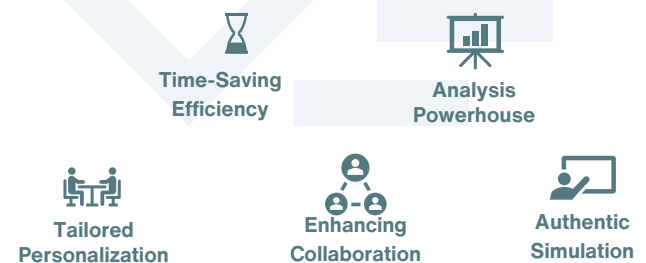 Time-Saving
Efficiency
Analysis
Powerhouse
Tailored
Personalization
Enhancing
Collaboration
Authentic
Simulation